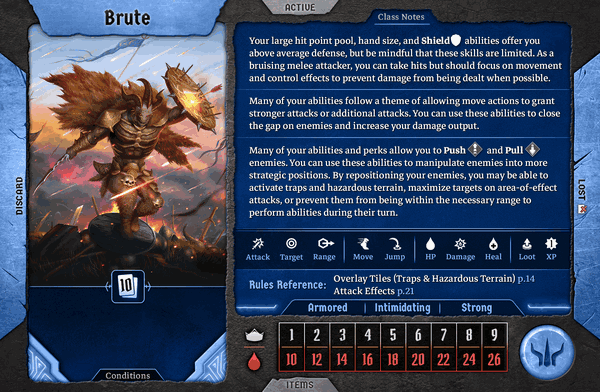 Brute
ACTIVE
Class Notes
Your large hit point pool, hand size, and Shield abilities offer you
above average defense, but be mindful that these skills are limited. As a
bruising melee attacker, you can take hits but should focus on movement
and control effects to prevent damage from being dealt when possible.
Many of your abilities follow a theme of allowing move actions to grant
stronger attacks or additional attacks. You can use these abilities to close
the gap on enemies and increase your damage output.
Many of your abilities and perks allow you to Push and Pull
enemies. You can use these abilities to manipulate enemies into more
strategic positions. By repositioning your enemies, you may be able to
activate traps and hazardous terrain, maximize targets on area-of-effect
attacks, or prevent them from being within the necessary range to
perform abilities during their turn.
DISCARD
LOST
Attack Target Range Move Jump HP Damage Heal Loot XP
10
Rules Reference: Overlay Tiles (Traps & Hazardous Terrain) p.14
Attack Effects p.21
Armored Intimidating Strong
1 2 3 4 5 6 7 8 9
10 12 14 16 18 20 22 24 26
Conditions
ITEMS